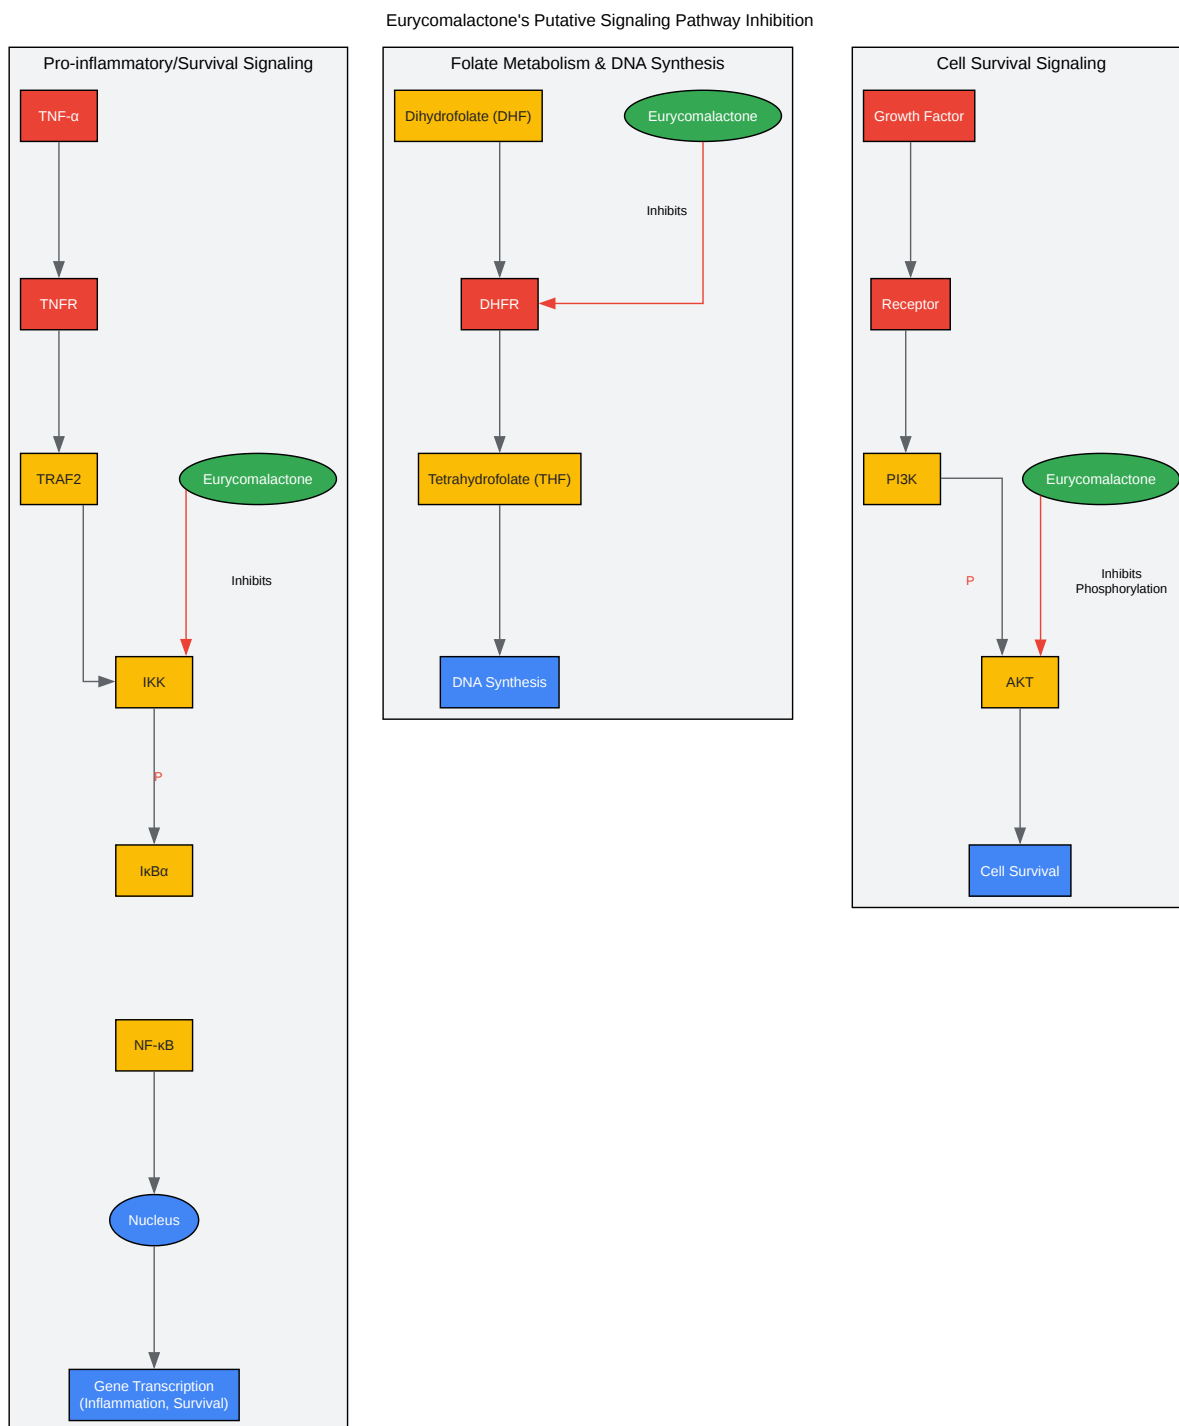 Eurycomalactone's Putative Signaling Pathway Inhibition
Pro-inflammatory/Survival Signaling
TNF-α
TNFR
TRAF2
Eurycomalactone
Inhibits
IKK
P
IκBα
NF-κB
Nucleus
Gene Transcription
(Inflammation, Survival)
Folate Metabolism & DNA Synthesis
Dihydrofolate (DHF)
Eurycomalactone
Inhibits
DHFR
Tetrahydrofolate (THF)
DNA Synthesis
Cell Survival Signaling
Growth Factor
Receptor
PI3K
Eurycomalactone
P
Inhibits
Phosphorylation
AKT
Cell Survival